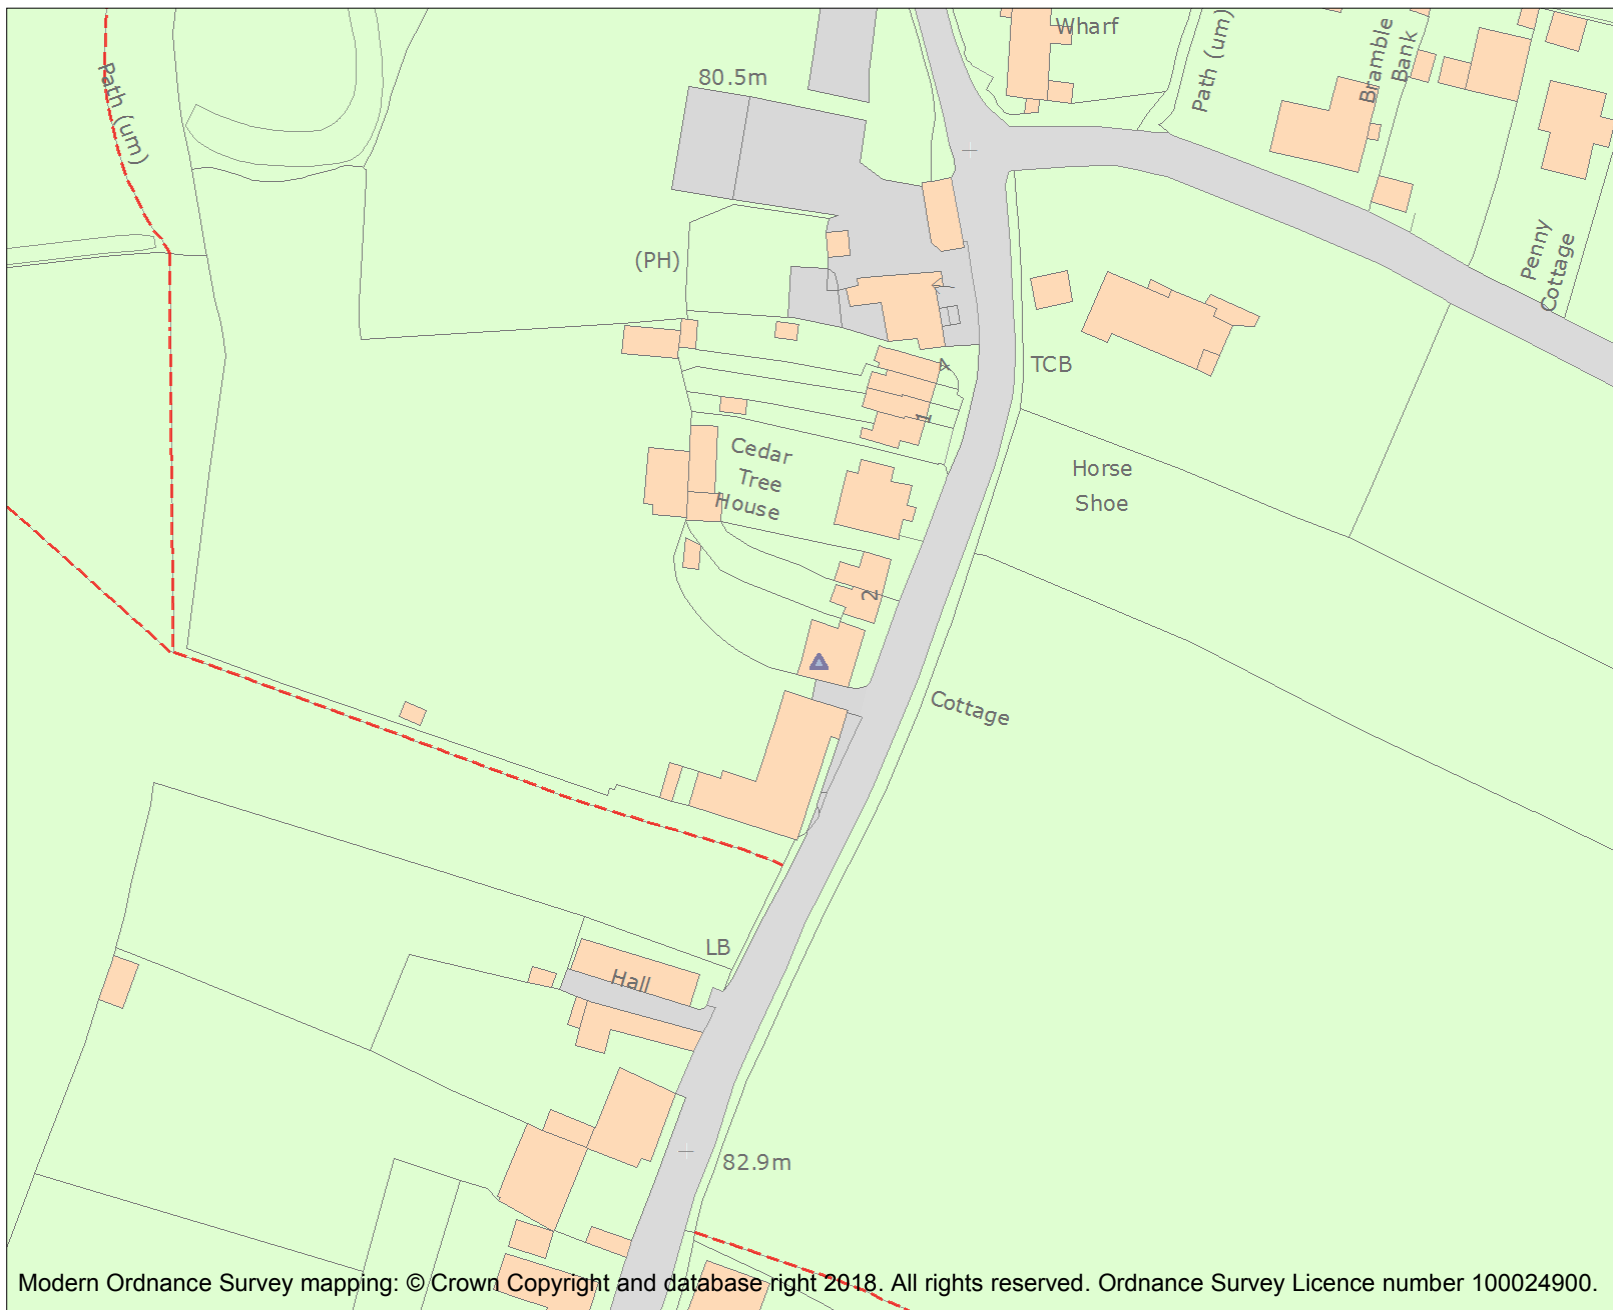 Wharf
80.5m
Path (um)
Path (um)
Bramble
Bank
(PH)
Penny
Cottage
4
TCB
1
Cedar
Tree
House
Horse
Shoe
2
Cottage
LB
Hall
82.9m
Modern Ordnance Survey mapping: © Crown Copyright and database right 2018. All rights reserved. Ordnance Survey Licence number 100024900.